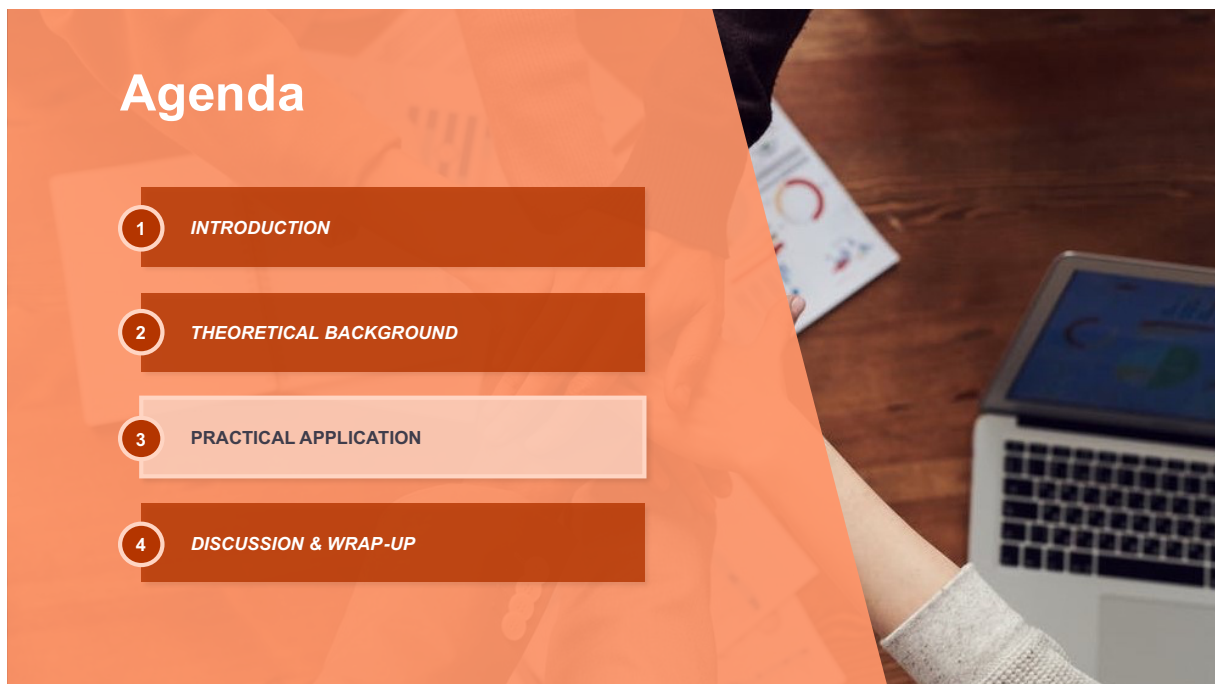 Agenda
1 INTRODUCTION
2 THEORETICAL BACKGROUND
3 PRACTICAL APPLICATION
4 DISCUSSION & WRAP-UP